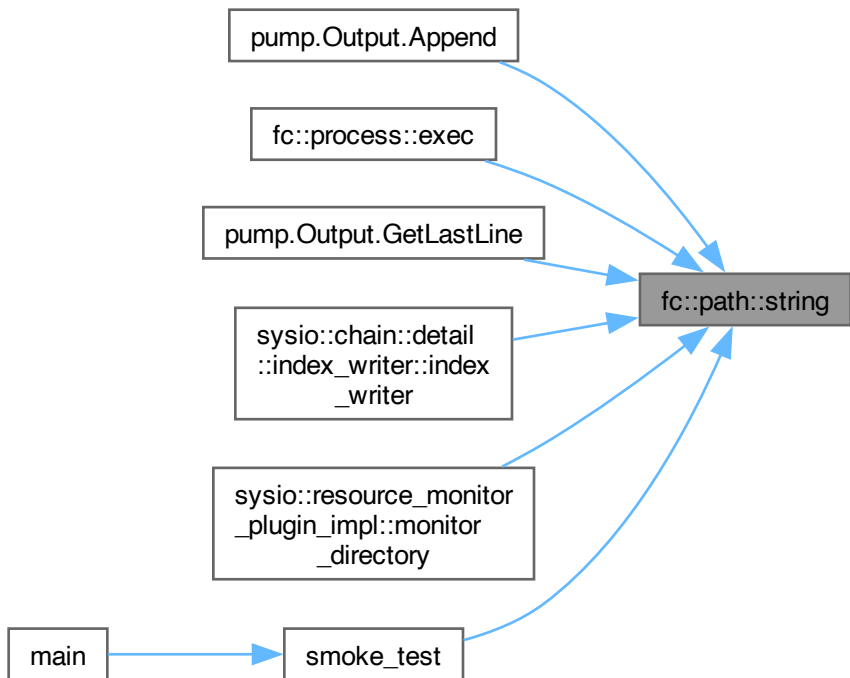 pump.Output.Append
fc::process::exec
pump.Output.GetLastLine
fc::path::string
sysio::chain::detail
::index_writer::index
_writer
sysio::resource_monitor
_plugin_impl::monitor
_directory
main
smoke_test